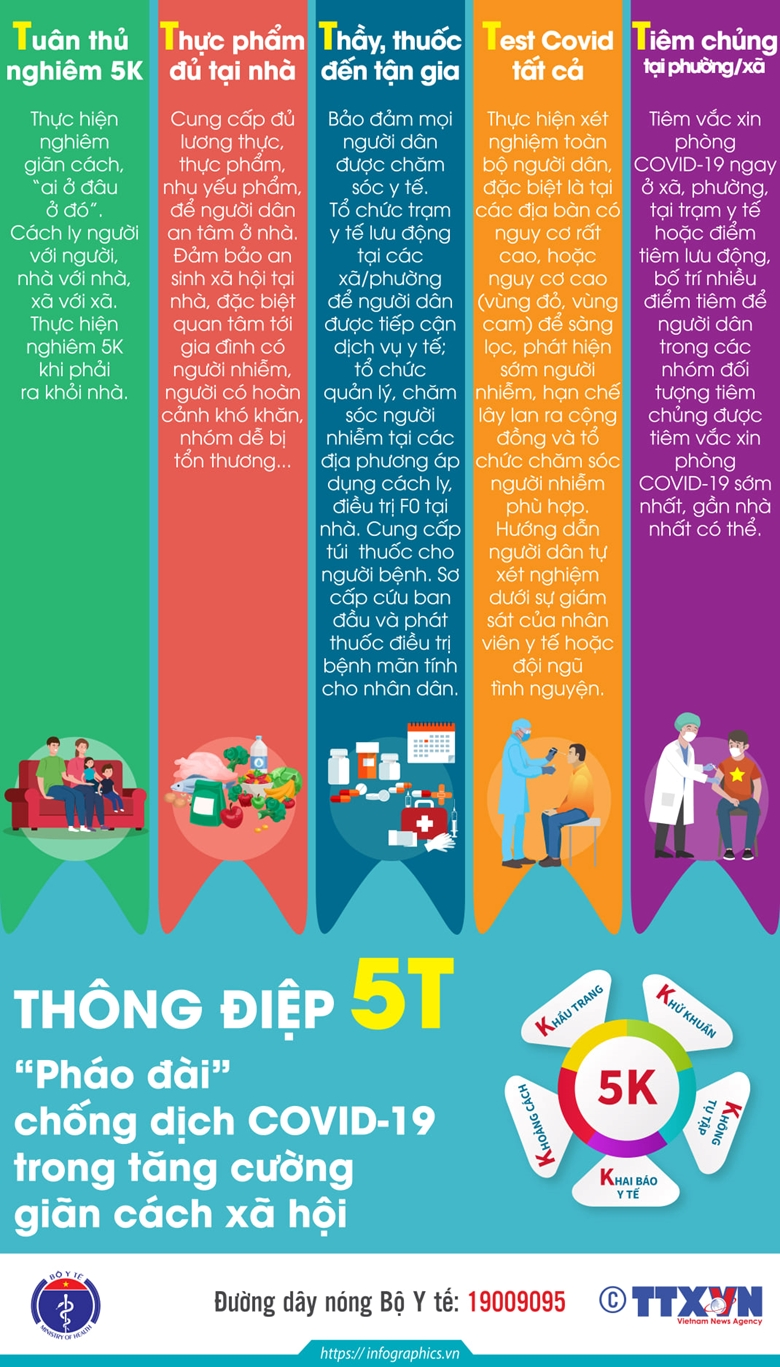 Tuân thủ
nghiêm 5K
Thực hiện
nghiêm
giãn cách,
“ai ở đâu
ở đó”.
Cách ly người
với người,
nhà với nhà,
xã với xã.
Thực hiện
nghiêm 5K
khi phải
ra khỏi nhà.
Thực phẩm
đủ tại nhà
Cung cấp đủ
lương thực,
thực phẩm,
nhu yếu phẩm,
để người dân
an tâm ở nhà.
Đảm bảo an
sinh xã hội tại
nhà, đặc biệt
quan tâm tới
gia đình có
người nhiễm,
người có hoàn
cảnh khó khăn,
nhóm dễ bị
tổn thương...
Thầy, thuốc
đến tận gia
Bảo đảm mọi
người dân
được chăm
sóc y tế.
Tổ chức trạm
y tế lưu động
tại các
xã/phường
để người dân
được tiếp cận
dịch vụ y tế;
tổ chức
quản lý, chăm
sóc người
nhiễm tại các
địa phương áp
dụng cách ly,
điều trị F0 tại
nhà. Cung cấp
túi thuốc cho
người bệnh. Sơ
cấp cứu ban
đầu và phát
thuốc điều trị
bệnh mãn tính
cho nhân dân.
Test Covid
tất cả
Thực hiện xét
nghiệm toàn
bộ người dân,
đặc biệt là tại
các địa bàn có
nguy cơ rất
cao, hoặc
nguy cơ cao
(vùng đỏ, vùng
cam) để sàng
lọc, phát hiện
sớm người
nhiễm, hạn chế
lây lan ra cộng
đồng và tổ
chức chăm sóc
người nhiễm
phù hợp.
Hướng dẫn
người dân tự
xét nghiệm
dưới sự giám
sát của nhân
viên y tế hoặc
đội ngũ
tình nguyện.
Tiêm chủng
tại phường/xã
Tiêm vắc xin
phòng
COVID-19 ngay
ở xã, phường,
tại trạm y tế
hoặc điểm
tiêm lưu động,
bố trí nhiều
điểm tiêm để
người dân
trong các
nhóm đối
tượng tiêm
chủng được
tiêm vắc xin
phòng
COVID-19 sớm
nhất, gần nhà
nhất có thể.
THÔNG ĐIỆP 5T
“Pháo đài”
chống dịch COVID-19
trong tăng cường
giãn cách xã hội
KHẨU TRANG
KHỬ KHUẨN
5K
KHOẢNG CÁCH
KHÔNG
TỤ TẬP
KHAI BÁO
Y TẾ
BỘ Y TẾ
MINISTRY OF HEALTH
Đường dây nóng Bộ Y tế: 19009095
© TTXVN
Vietnam News Agency
https://infographics.vn